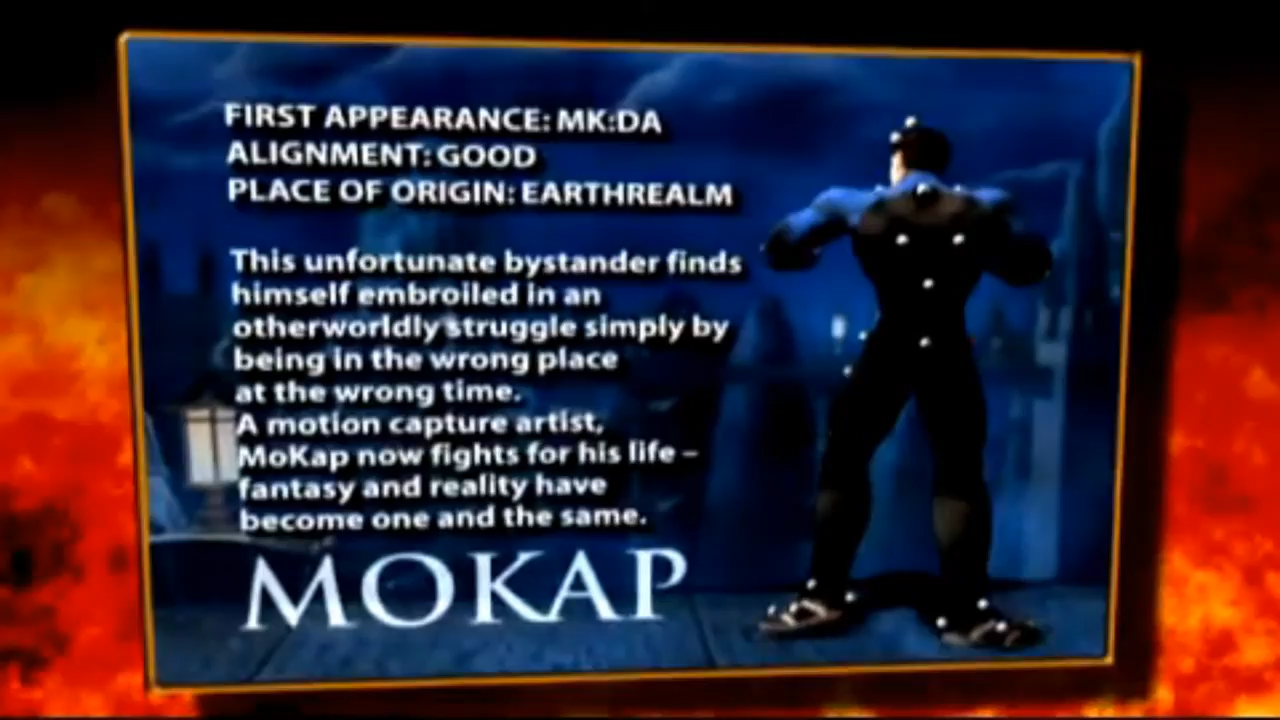 FIRST APPEARANCE: MK:DA
ALIGNMENT: GOOD
PLACE OF ORIGIN: EARTHREALM
This unfortunate bystander finds
himself embroiled in an
otherworldly struggle simply by
being in the wrong place
at the wrong time.
A motion capture artist,
MoKap now fights for his life –
fantasy and reality have
become one and the same.
MOKAP